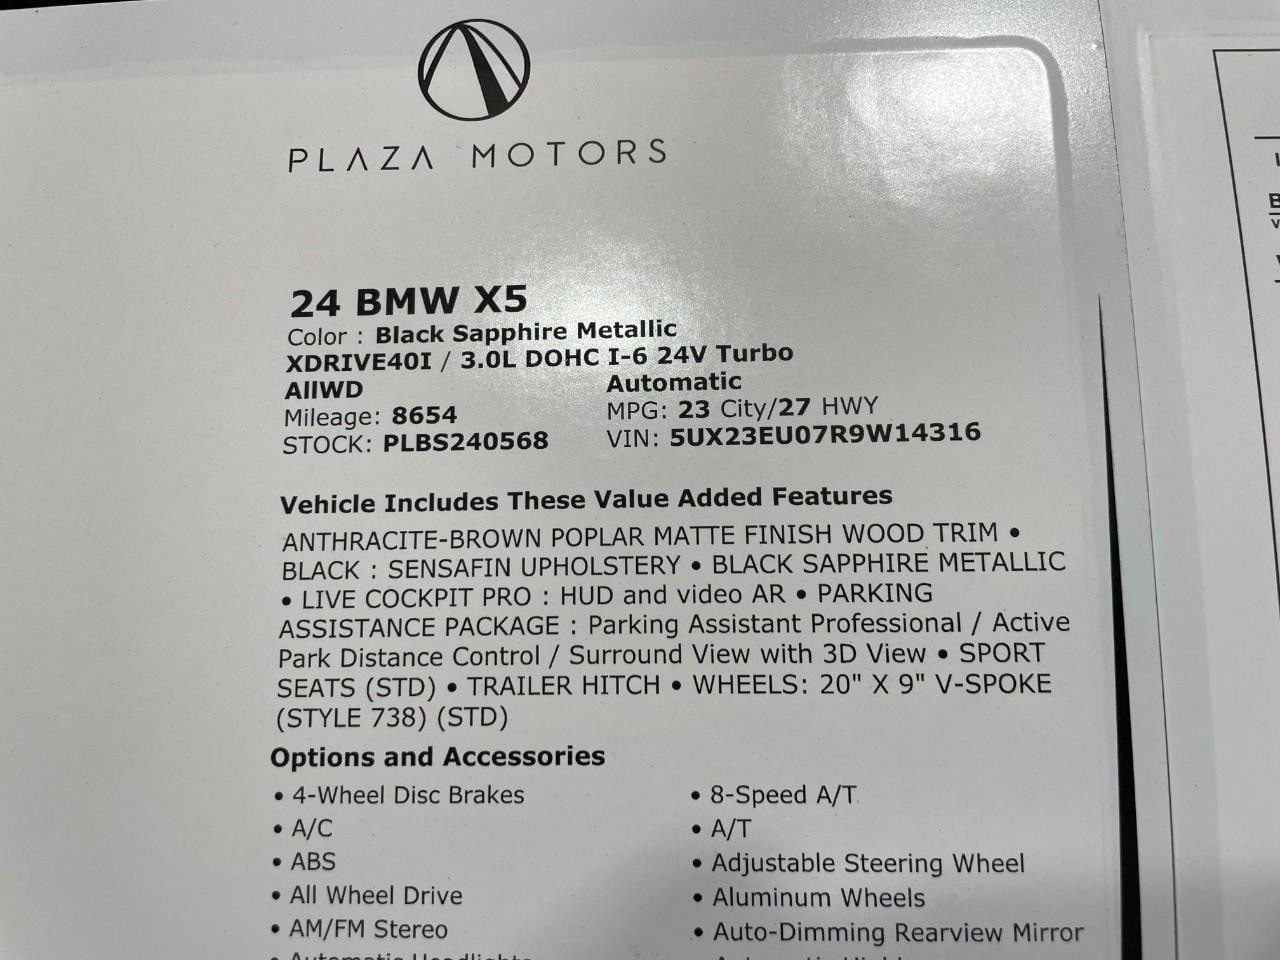 PLAZA MOTORS
24 BMW X5
Color : Black Sapphire Metallic
XDRIVE40I / 3.0L DOHC I-6 24V Turbo
AllWD Automatic
Mileage: 8654 MPG: 23 City/27 HWY
STOCK: PLBS240568 VIN: 5UX23EU07R9W14316
Vehicle Includes These Value Added Features
ANTHRACITE-BROWN POPLAR MATTE FINISH WOOD TRIM •
BLACK : SENSAFIN UPHOLSTERY • BLACK SAPPHIRE METALLIC
• LIVE COCKPIT PRO : HUD and video AR • PARKING
ASSISTANCE PACKAGE : Parking Assistant Professional / Active
Park Distance Control / Surround View with 3D View • SPORT
SEATS (STD) • TRAILER HITCH • WHEELS: 20" X 9" V-SPOKE
(STYLE 738) (STD)
Options and Accessories
• 4-Wheel Disc Brakes • 8-Speed A/T
• A/C • A/T
• ABS • Adjustable Steering Wheel
• All Wheel Drive • Aluminum Wheels
• AM/FM Stereo • Auto-Dimming Rearview Mirror
• Automatic Headlights